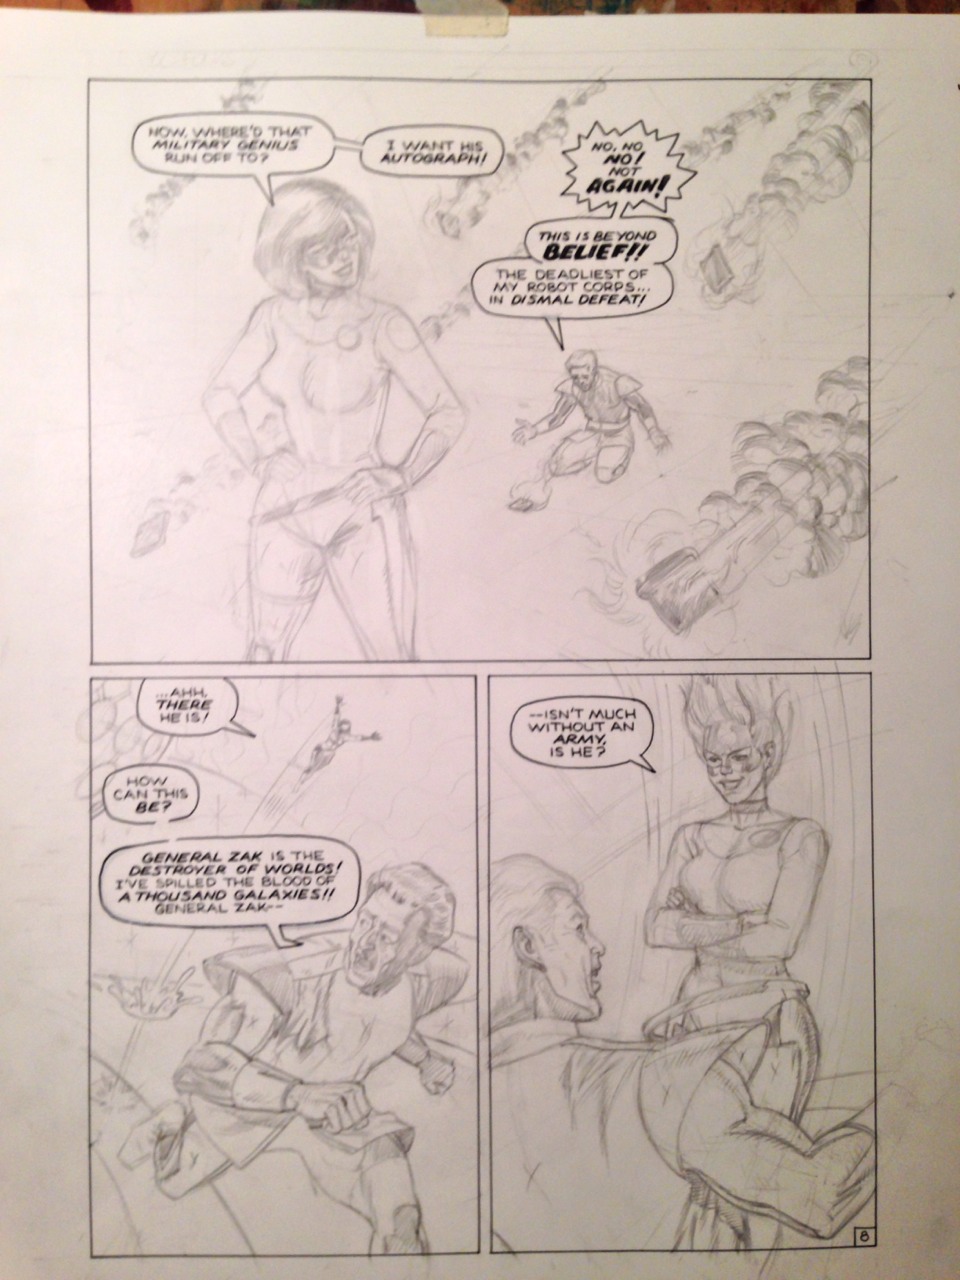 NOW, WHERE'D THAT
MILITARY GENIUS
RUN OFF TO?
I WANT HIS
AUTOGRAPH!
NO, NO,
NO!
NOT
AGAIN!
THIS IS BEYOND
BELIEF!!
THE DEADLIEST OF
MY ROBOT CORPS...
IN DISMAL DEFEAT!
...AHH,
THERE
HE IS!
HOW
CAN THIS
BE?
GENERAL ZAK IS THE
DESTROYER OF WORLDS!
I'VE SPILLED THE BLOOD OF
A THOUSAND GALAXIES!!
GENERAL ZAK--
--ISN'T MUCH
WITHOUT AN
ARMY,
IS HE?
8